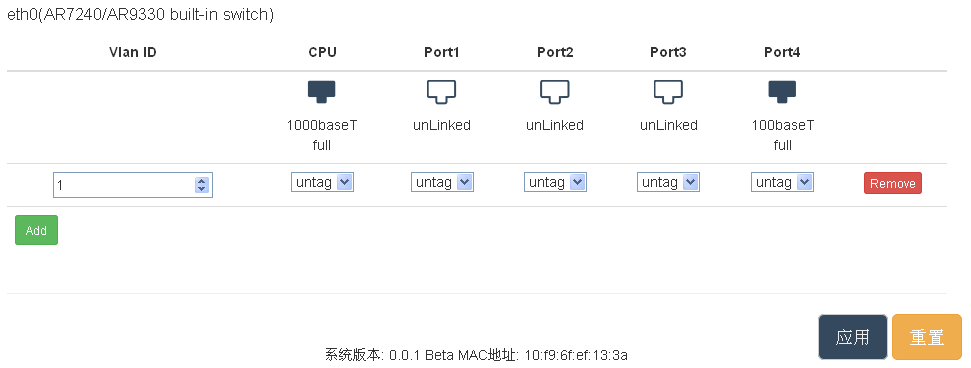 eth0(AR7240/AR9330 built-in switch)
Vlan ID CPU Port1 Port2 Port3 Port4
1000baseT full unLinked unLinked unLinked 100baseT full
1 untag untag untag untag untag Remove
Add
应用 重置
系统版本: 0.0.1 Beta MAC地址: 10:f9:6f:ef:13:3a